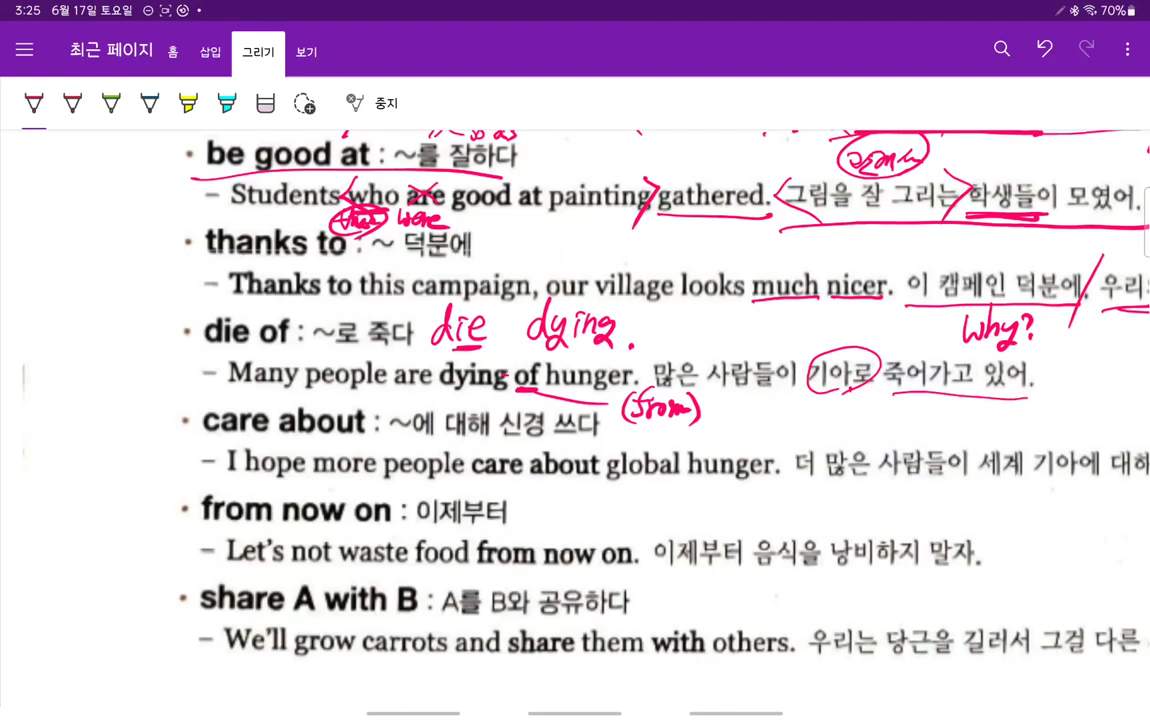 3:25 6월 17일 토요일 70%
최근 페이지 홈 삽입 그리기 보기
중지
• be good at : ~를 잘하다
관계사
– Students who are good at painting gathered. 그림을 잘 그리는 학생들이 모였어.
that were
• thanks to : ~ 덕분에
– Thanks to this campaign, our village looks much nicer. 이 캠페인 덕분에, 우리
why?
• die of : ~로 죽다 die dying.
– Many people are dying of hunger. 많은 사람들이 기아로 죽어가고 있어.
(from)
• care about : ~에 대해 신경 쓰다
– I hope more people care about global hunger. 더 많은 사람들이 세계 기아에 대해
• from now on : 이제부터
– Let's not waste food from now on. 이제부터 음식을 낭비하지 말자.
• share A with B : A를 B와 공유하다
– We'll grow carrots and share them with others. 우리는 당근을 길러서 그걸 다른